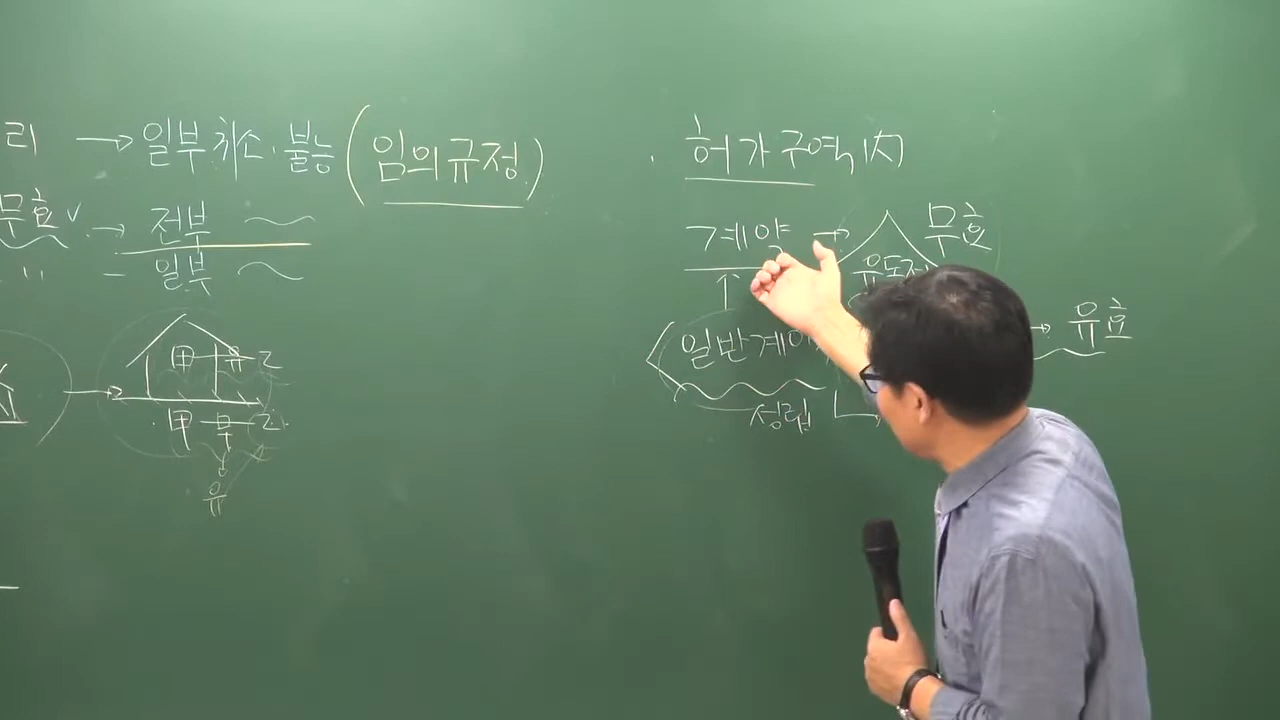 리 → 일부취소·불능 (임의규정)
무효 ✓ → 전부
〃 - 일부
甲 유 乙
甲 무 乙
유
· 허가구역 內
계약 → 무효
유동적
일반계약 → 유효
성립